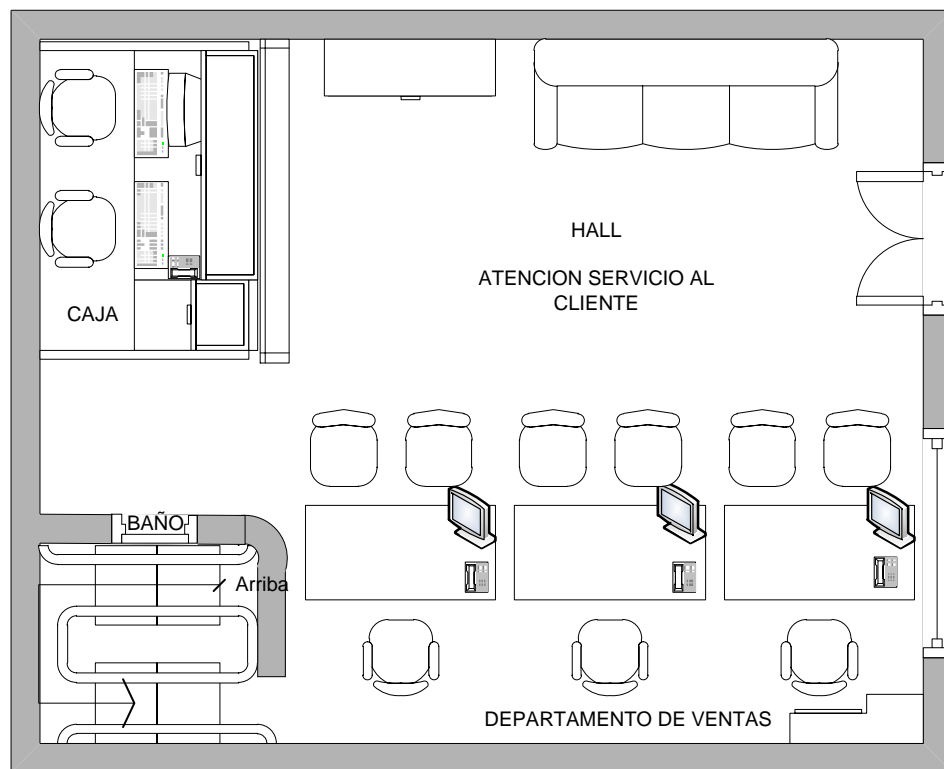 HALL
ATENCION SERVICIO AL
CLIENTE
CAJA
BAÑO
Arriba
DEPARTAMENTO DE VENTAS